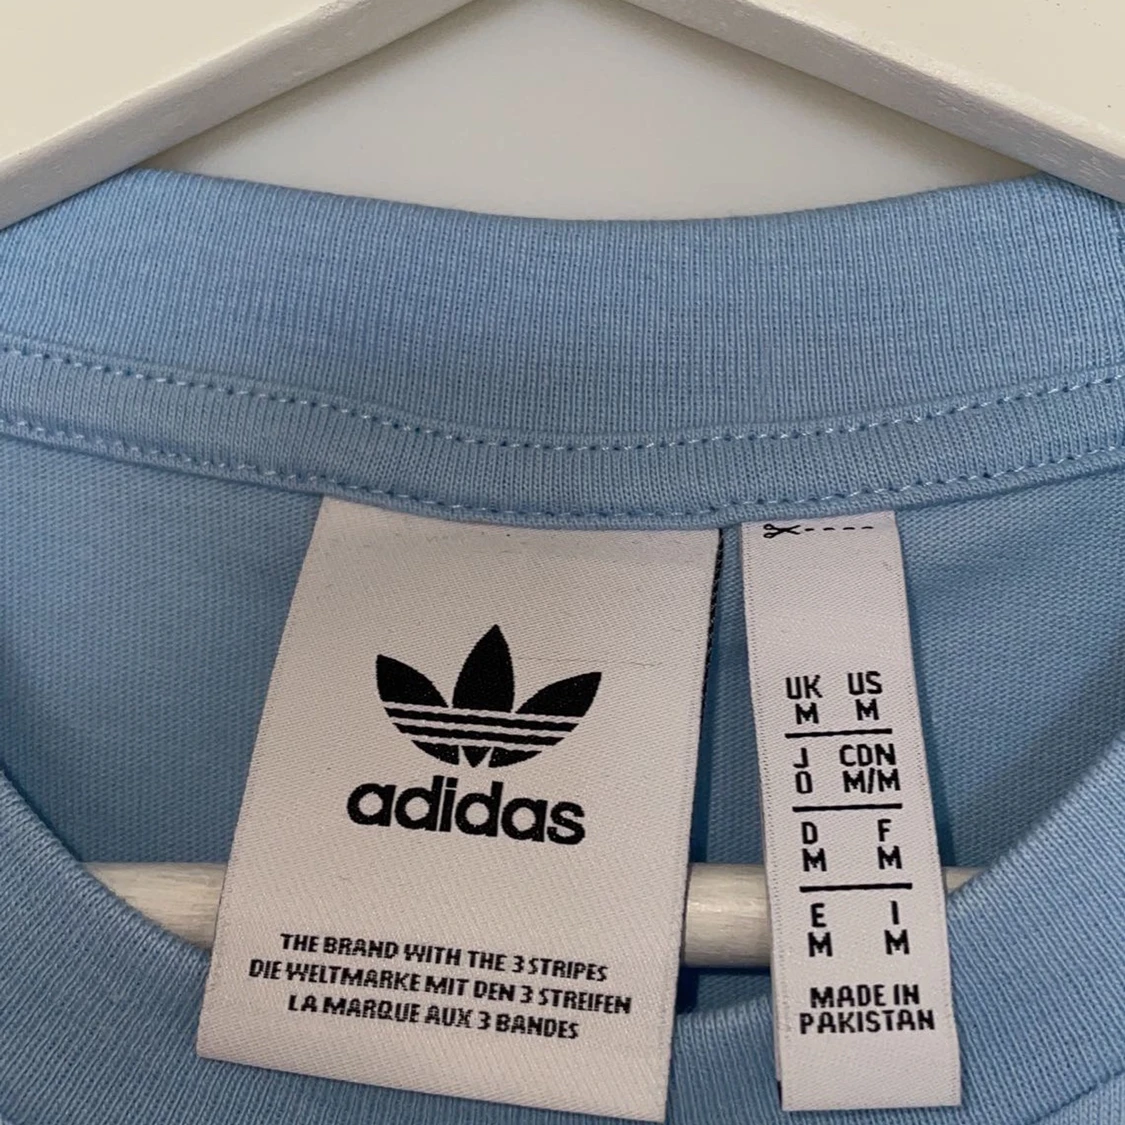 adidas
THE BRAND WITH THE 3 STRIPES
DIE WELTMARKE MIT DEN 3 STREIFEN
LA MARQUE AUX 3 BANDES
UK US
M M
J CDN
O M/M
D F
M M
E I
M M
MADE IN
PAKISTAN